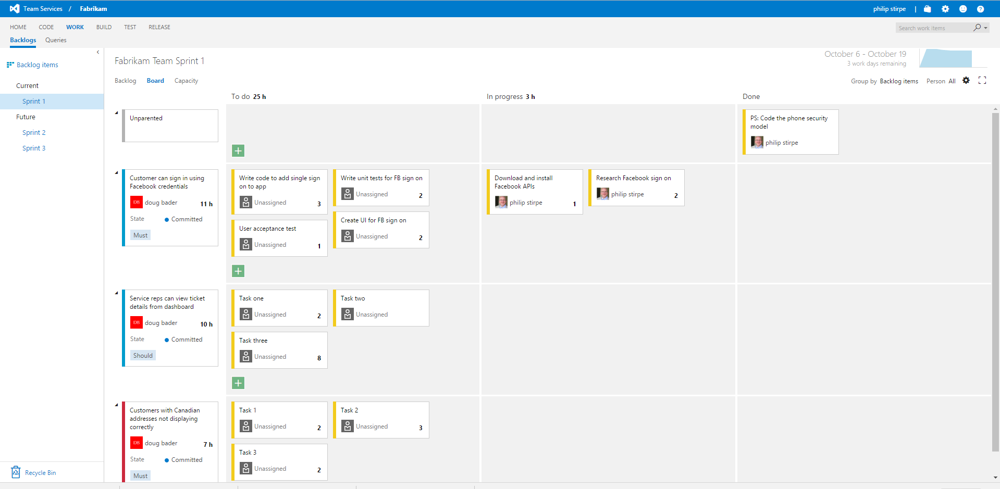 Team Services / Fabrikam
philip stirpe |
HOME CODE WORK BUILD TEST RELEASE
Search work items
Backlogs Queries
Backlog items
Current
Sprint 1
Future
Sprint 2
Sprint 3
Recycle Bin
Fabrikam Team Sprint 1
October 6 - October 19
3 work days remaining
Backlog Board Capacity
Group by Backlog items Person All
To do 25 h
In progress 3 h
Done
Unparented
PS: Code the phone security
model
philip stirpe
Customer can sign in using
Facebook credentials
DB doug bader 11 h
State Committed
Must
Write code to add single sign
on to app
Unassigned 3
Write unit tests for FB sign on
Unassigned 2
User acceptance test
Unassigned 1
Create UI for FB sign on
Unassigned 2
Download and install
Facebook APIs
philip stirpe 1
Research Facebook sign on
philip stirpe 2
Service reps can view ticket
details from dashboard
DB doug bader 10 h
State Committed
Should
Task one
Unassigned 2
Task two
Unassigned
Task three
Unassigned 8
Customers with Canadian
addresses not displaying
correctly
DB doug bader 7 h
State Committed
Must
Task 1
Unassigned 2
Task 2
Unassigned 3
Task 3
Unassigned 2